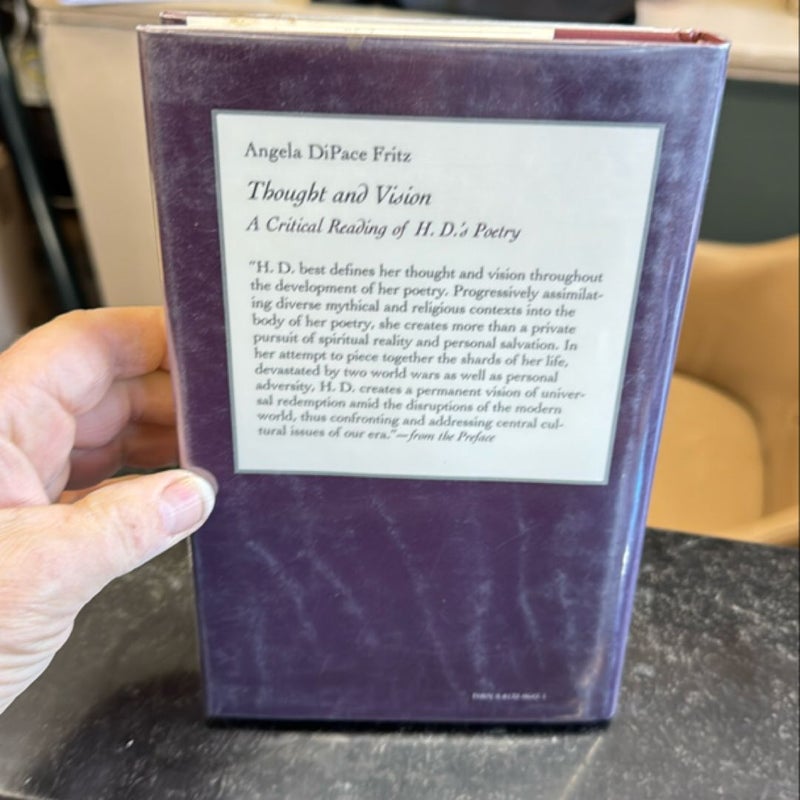 Angela DiPace Fritz
Thought and Vision
A Critical Reading of H. D.'s Poetry
"H. D. best defines her thought and vision throughout
the development of her poetry. Progressively assimilat-
ing diverse mythical and religious contexts into the
body of her poetry, she creates more than a private
pursuit of spiritual reality and personal salvation. In
her attempt to piece together the shards of her life,
devastated by two world wars as well as personal
adversity, H. D. creates a permanent vision of univer-
sal redemption amid the disruptions of the modern
world, thus confronting and addressing central cul-
tural issues of our era."—from the Preface